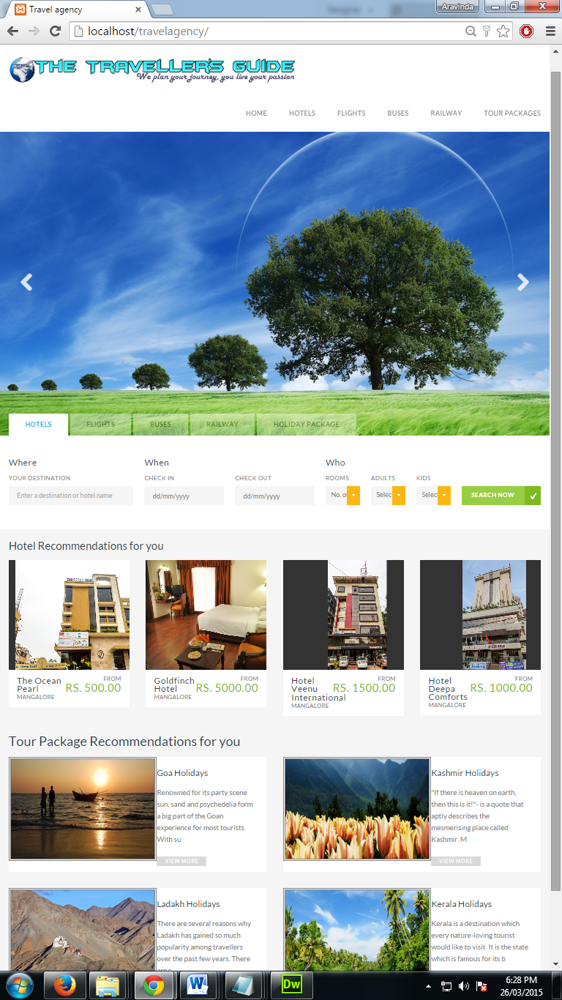 Travel agency
Aravinda
localhost/travelagency/
THE TRAVELLER'S GUIDE
We plan your journey, you live your passion
HOME HOTELS FLIGHTS BUSES RAILWAY TOUR PACKAGES
HOTELS FLIGHTS BUSES RAILWAY HOLIDAY PACKAGE
Where When Who
YOUR DESTINATION CHECK IN CHECK OUT ROOMS ADULTS KIDS
Enter a destination or hotel name dd/mm/yyyy dd/mm/yyyy No. of Select Select SEARCH NOW
Hotel Recommendations for you
The Ocean Pearl
MANGALORE
FROM
RS. 500.00
Goldfinch
Hotel
MANGALORE
FROM
RS. 5000.00
Hotel
Veenu
International
MANGALORE
FROM
RS. 1500.00
Hotel
Deepa
Comforts
MANGALORE
FROM
RS. 1000.00
Tour Package Recommendations for you
Goa Holidays
Renowned for its party scene
sun, sand and psychedelia form
a big part of the Goan
experience for most tourists.
With su
VIEW MORE
Kashmir Holidays
"If there is heaven on earth,
then this is it!"- is a quote that
aptly describes the
mesmerising place called
Kashmir. M
VIEW MORE
Ladakh Holidays
There are several reasons why
Ladakh has gained so much
popularity among travellers
over the past few years. There
Kerala Holidays
Kerala is a destination which
every nature-loving tourist
would like to visit. It is the state
which is famous for its b
Dw
6:28 PM
26/03/2015